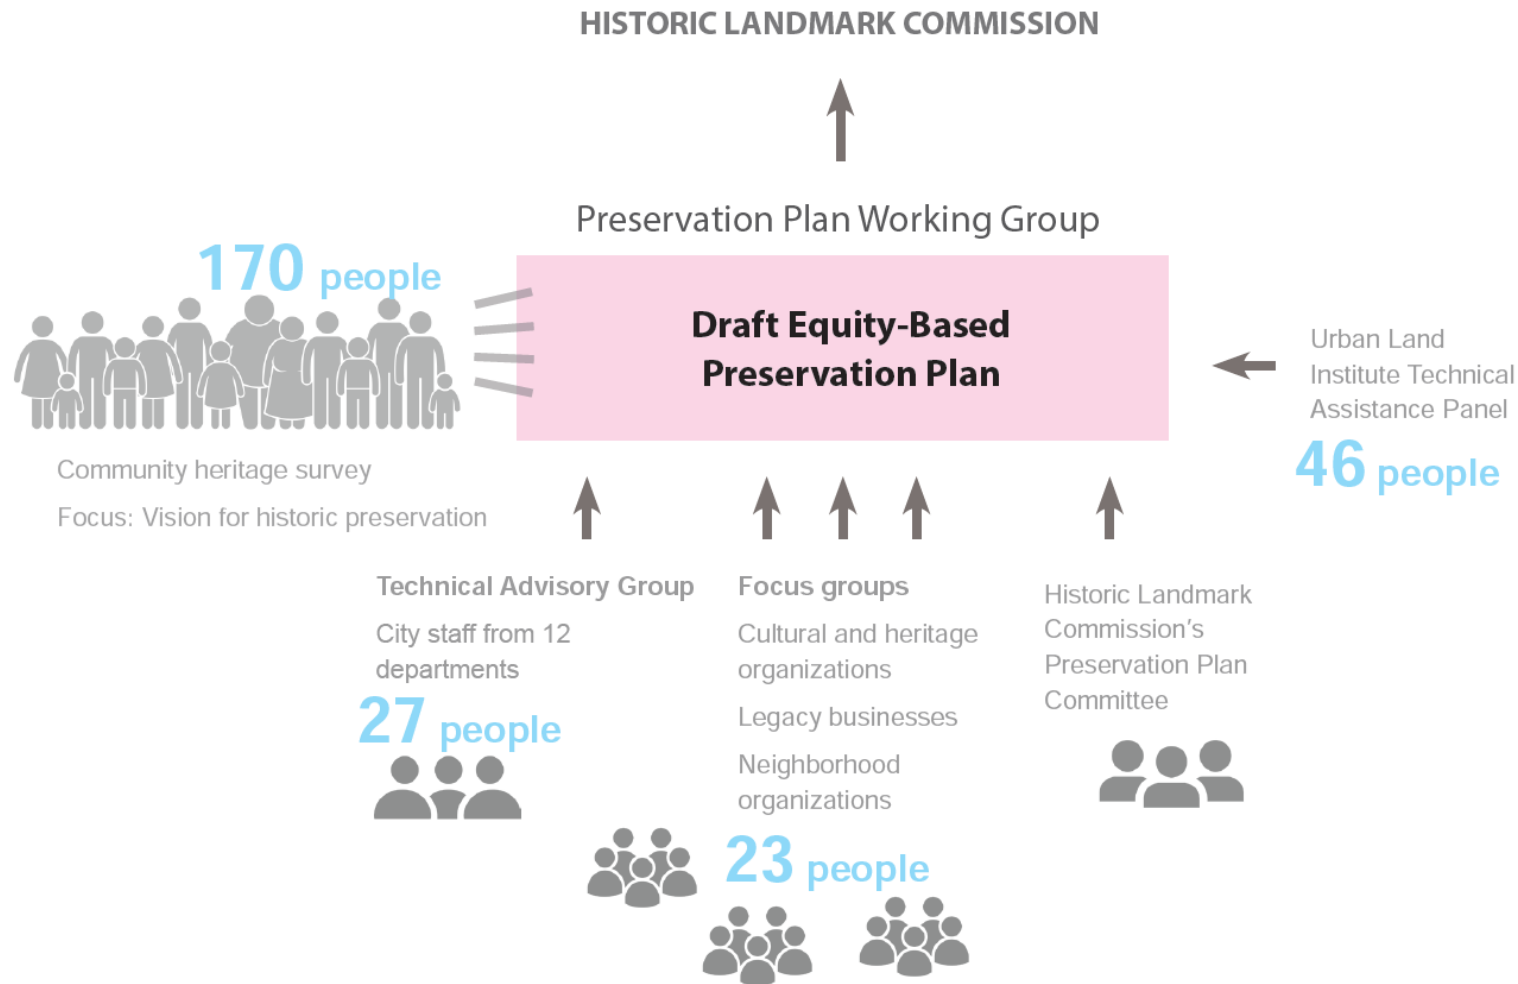 HISTORIC LANDMARK COMMISSION
Preservation Plan Working Group
170 people
Draft Equity-Based
Preservation Plan
Community heritage survey
Focus: Vision for historic preservation
Urban Land
Institute Technical
Assistance Panel
46 people
Technical Advisory Group
City staff from 12
departments
27 people
Focus groups
Cultural and heritage
organizations
Legacy businesses
Neighborhood
organizations
23 people
Historic Landmark
Commission's
Preservation Plan
Committee